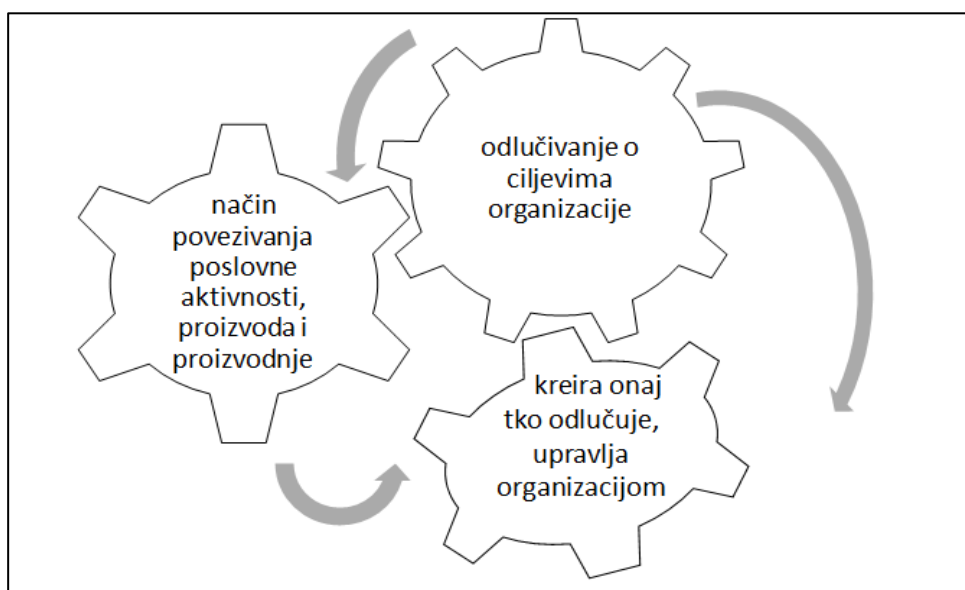 odlučivanje o
ciljevima
organizacije
način
povezivanja
poslovne
aktivnosti,
proizvoda i
proizvodnje
kreira onaj
tko odlučuje,
upravlja
organizacijom